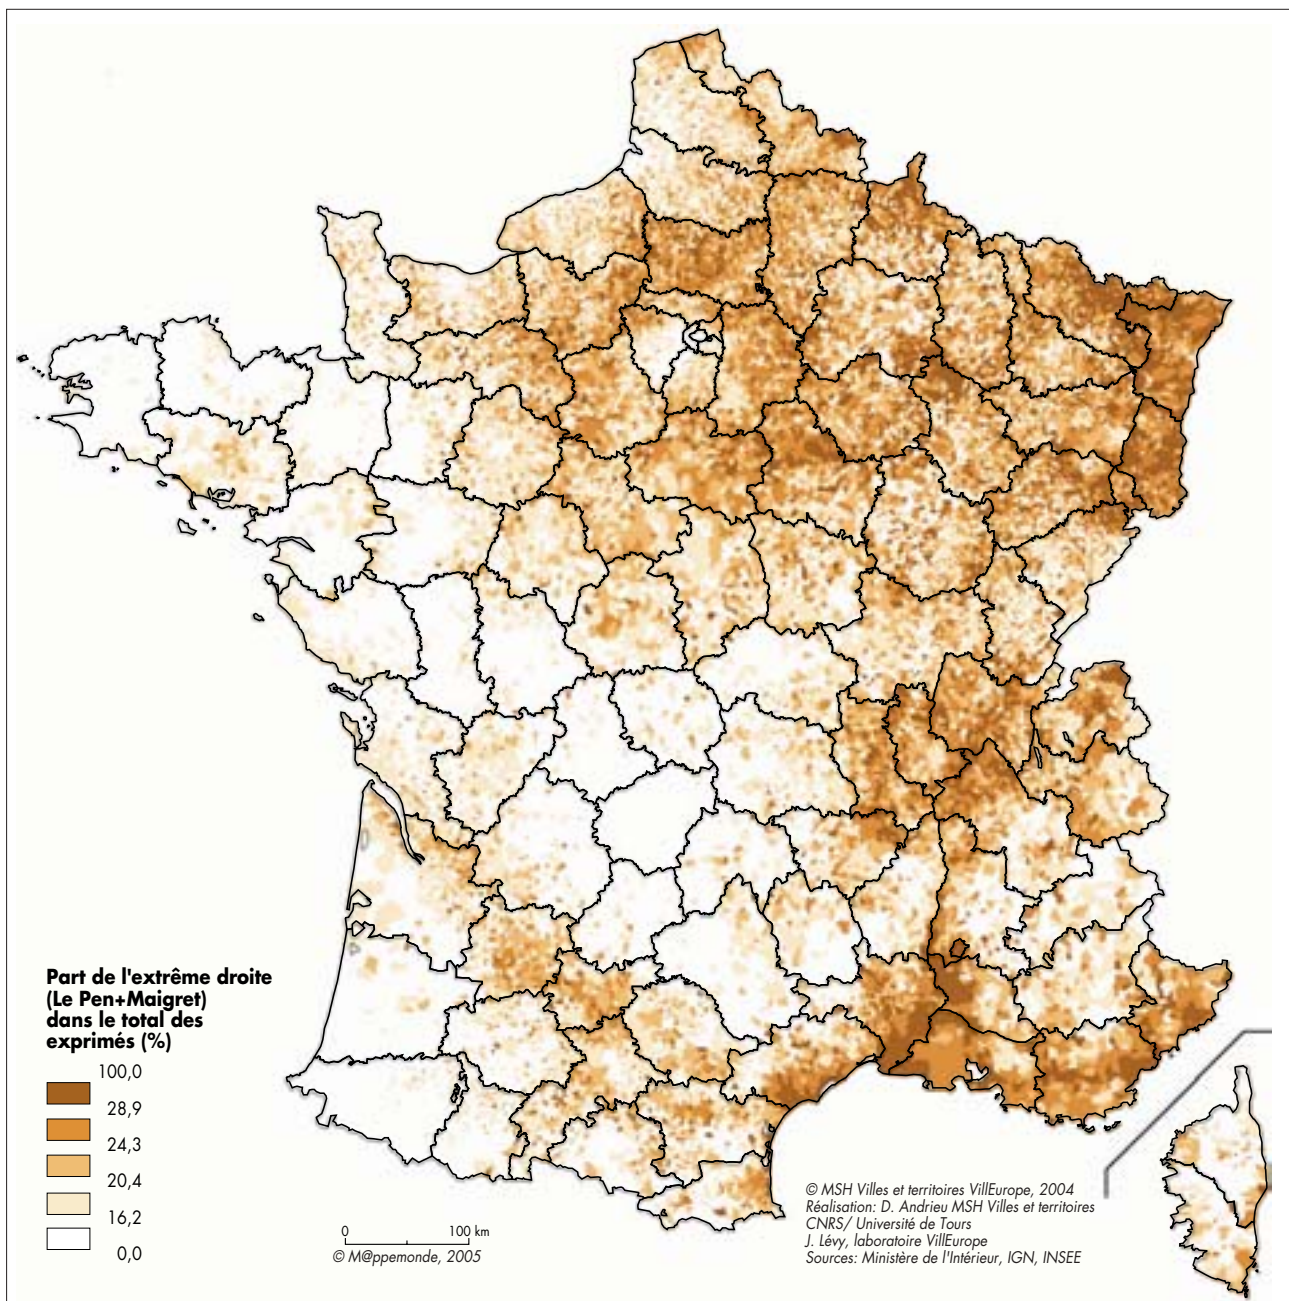 Part de l'extrême droite
(Le Pen+Maigret)
dans le total des
exprimés (%)
100,0
28,9
24,3
20,4
16,2
0,0
0 100 km
© M@ppemonde, 2005
© MSH Villes et territoires VillEurope, 2004
Réalisation: D. Andrieu MSH Villes et territoires
CNRS/ Université de Tours
J. Lévy, laboratoire VillEurope
Sources: Ministère de l'Intérieur, IGN, INSEE